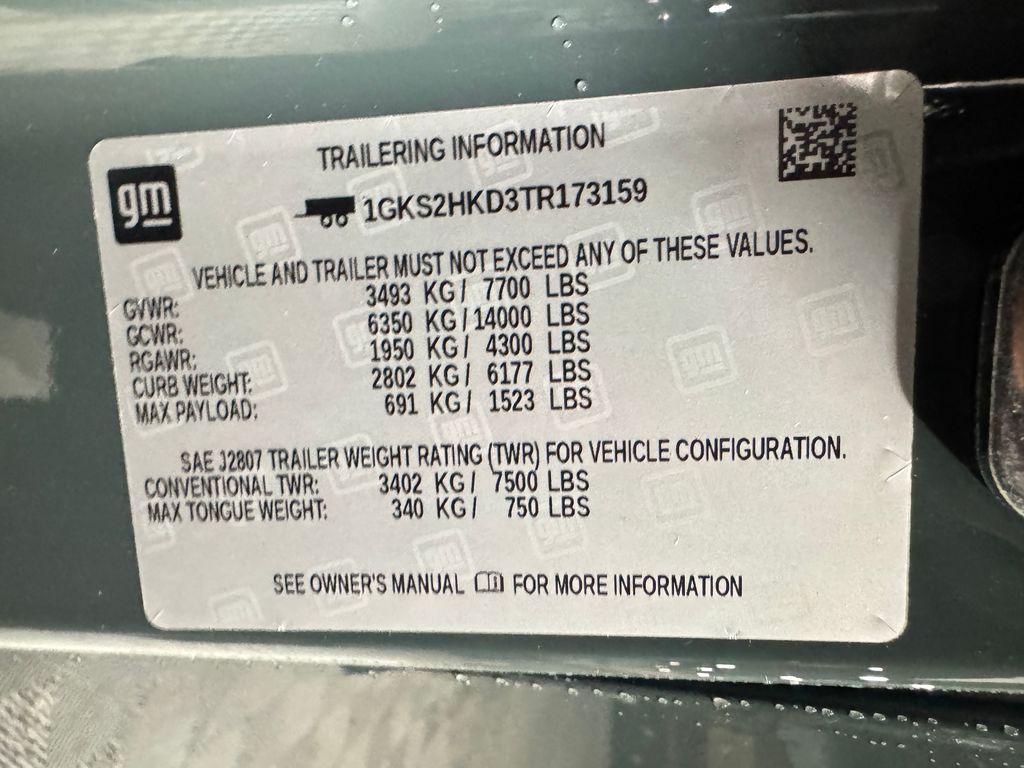 gm
TRAILERING INFORMATION
1GKS2HKD3TR173159
VEHICLE AND TRAILER MUST NOT EXCEED ANY OF THESE VALUES.
GVWR: 3493 KG / 7700 LBS
GCWR: 6350 KG / 14000 LBS
RGAWR: 1950 KG / 4300 LBS
CURB WEIGHT: 2802 KG / 6177 LBS
MAX PAYLOAD: 691 KG / 1523 LBS
SAE J2807 TRAILER WEIGHT RATING (TWR) FOR VEHICLE CONFIGURATION.
CONVENTIONAL TWR: 3402 KG / 7500 LBS
MAX TONGUE WEIGHT: 340 KG / 750 LBS
SEE OWNER'S MANUAL FOR MORE INFORMATION